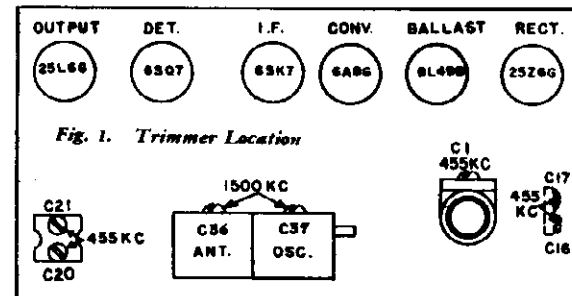 OUTPUT DET. I.F. CONV. BALLAST RECT.
25L6G 6SQ7 6SK7 6A8G 25Z6G
Fig. 1. Trimmer Location
C1
455KC
1500 KC
C21
455KC
C20
C36
ANT.
C37
OSC.
C17
455
KC
C16